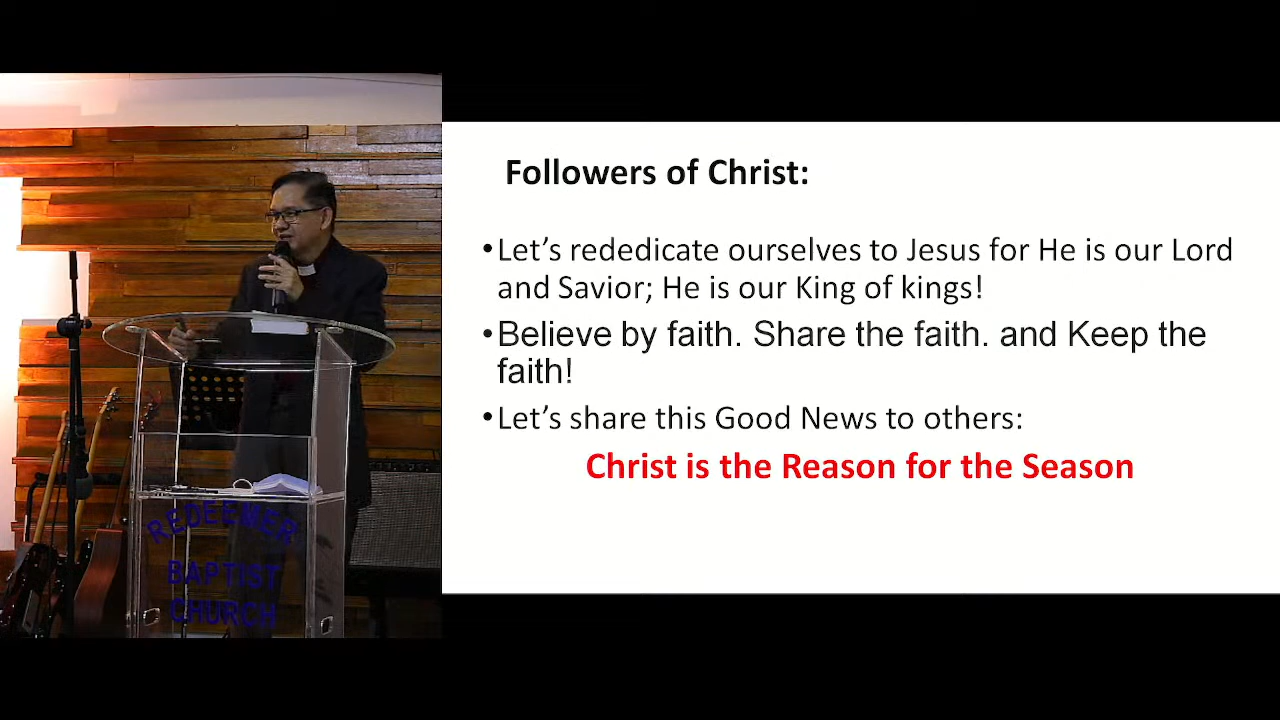 Followers of Christ:
•Let's rededicate ourselves to Jesus for He is our Lord
and Savior; He is our King of kings!
•Believe by faith. Share the faith. and Keep the
faith!
•Let's share this Good News to others:
Christ is the Reason for the Season
REDEEMER
BAPTIST
CHURCH